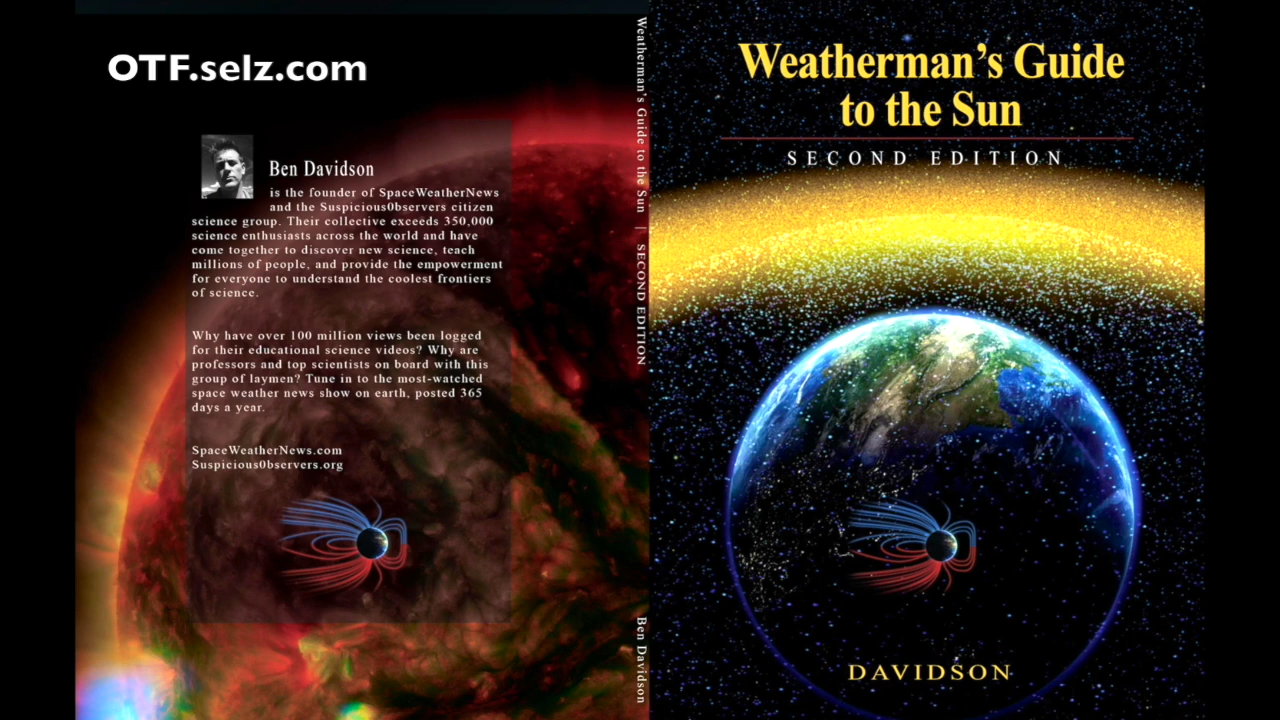 OTF.selz.com
Ben Davidson
is the founder of SpaceWeatherNews
and the Suspicious0bservers citizen
science group. Their collective exceeds 350,000
science enthusiasts across the world and have
come together to discover new science, teach
millions of people, and provide the empowerment
for everyone to understand the coolest frontiers
of science.
Why have over 100 million views been logged
for their educational science videos? Why are
professors and top scientists on board with this
group of laymen? Tune in to the most-watched
space weather news show on earth, posted 365
days a year.
SpaceWeatherNews.com
Suspicious0bservers.org
Weatherman's Guide to the Sun | SECOND EDITION
Ben Davidson
Weatherman's Guide
to the Sun
SECOND EDITION
DAVIDSON